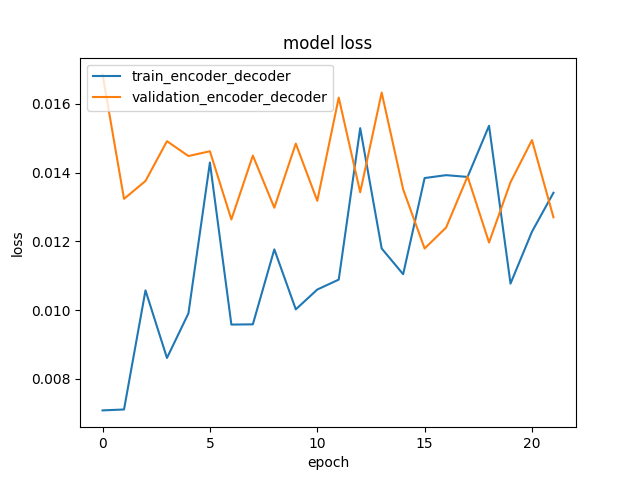 model loss
train_encoder_decoder
validation_encoder_decoder
0.016
0.014
0.012
0.010
0.008
loss
0
5
10
15
20
epoch